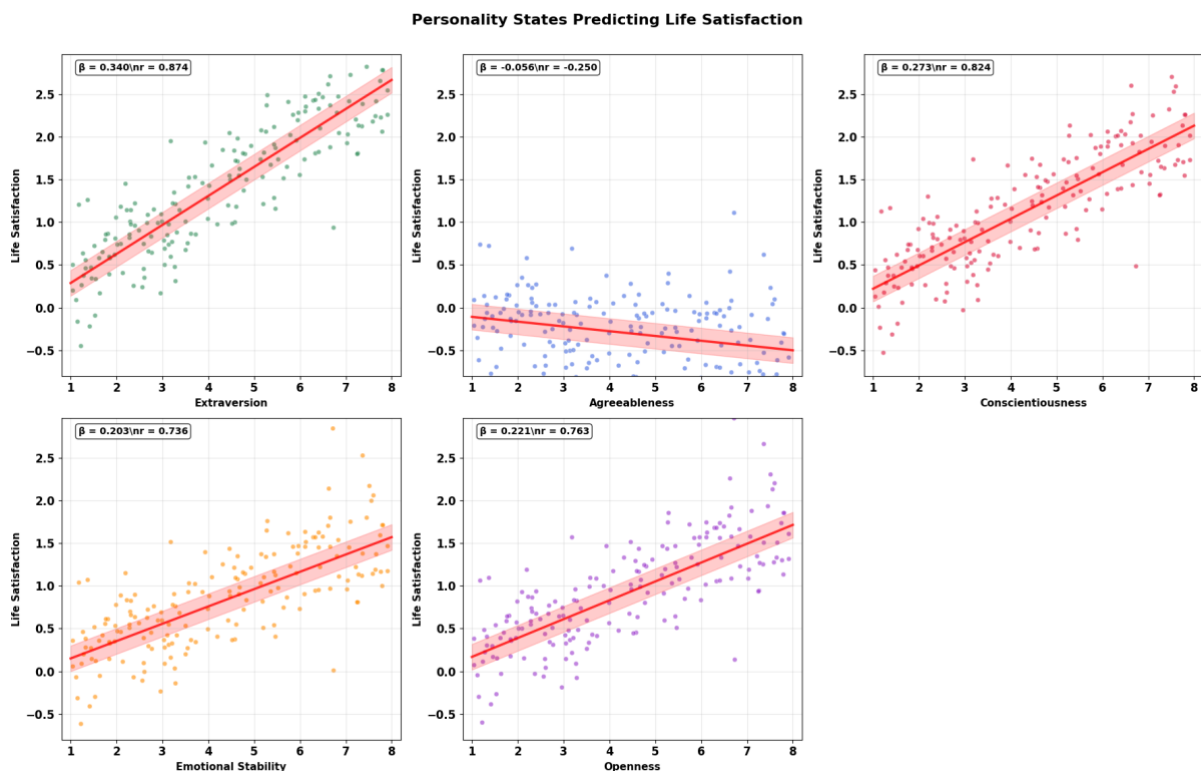 Personality States Predicting Life Satisfaction
β = 0.340\nr = 0.874
2.5
2.0
1.5
1.0
0.5
0.0
−0.5
Life Satisfaction
1 2 3 4 5 6 7 8
Extraversion
β = -0.056\nr = -0.250
2.5
2.0
1.5
1.0
0.5
−0.0
−0.5
Life Satisfaction
1 2 3 4 5 6 7 8
Agreeableness
β = 0.273\nr = 0.824
2.5
2.0
1.5
1.0
0.5
0.0
−0.5
Life Satisfaction
1 2 3 4 5 6 7 8
Conscientiousness
β = 0.203\nr = 0.736
2.5
2.0
1.5
1.0
0.5
0.0
−0.5
Life Satisfaction
1 2 3 4 5 6 7 8
Emotional Stability
β = 0.221\nr = 0.763
2.5
2.0
1.5
1.0
0.5
0.0
−0.5
Life Satisfaction
1 2 3 4 5 6 7 8
Openness